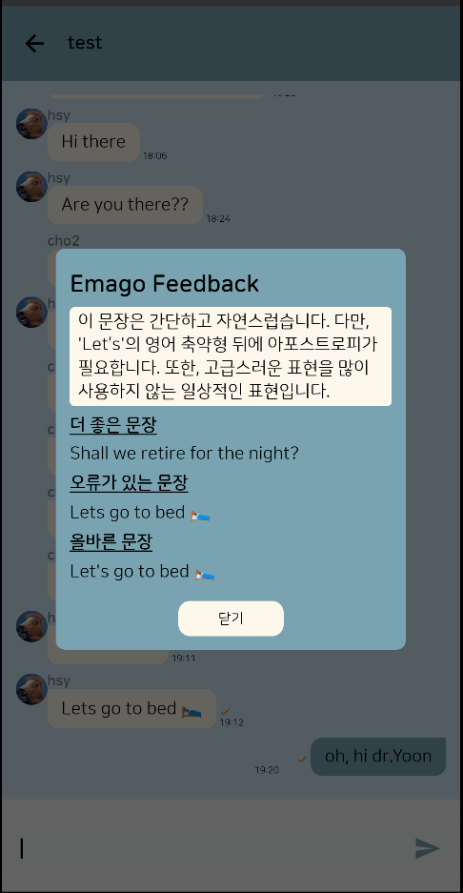 test
hsy
Hi there
18:06
hsy
Are you there??
18:24
cho2
Emago Feedback
이 문장은 간단하고 자연스럽습니다. 다만,
'Let's'의 영어 축약형 뒤에 아포스트로피가
필요합니다. 또한, 고급스러운 표현을 많이
사용하지 않는 일상적인 표현입니다.
더 좋은 문장
Shall we retire for the night?
오류가 있는 문장
Lets go to bed 🛌
올바른 문장
Let's go to bed 🛌
닫기
19:11
hsy
Lets go to bed 🛌
19:12
oh, hi dr.Yoon
19:20